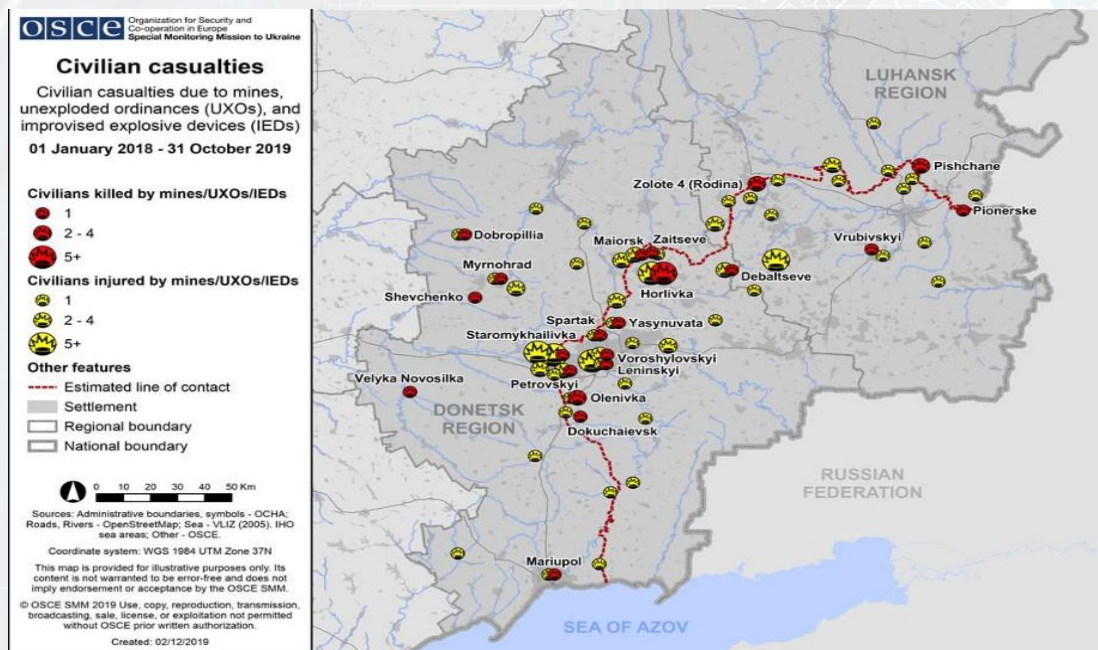 OSCE
Organization for Security and
Co-operation in Europe
Special Monitoring Mission to Ukraine
Civilian casualties
Civilian casualties due to mines,
unexploded ordinances (UXOs), and
improvised explosive devices (IEDs)
01 January 2018 - 31 October 2019
Civilians killed by mines/UXOs/IEDs
1
2 - 4
5+
Civilians injured by mines/UXOs/IEDs
1
2 - 4
5+
Other features
Estimated line of contact
Settlement
Regional boundary
National boundary
0 10 20 30 40 50 Km
Sources: Administrative boundaries, symbols - OCHA;
Roads, Rivers - OpenStreetMap; Sea - VLIZ (2005). IHO
sea areas; Other - OSCE.
Coordinate system: WGS 1984 UTM Zone 37N
This map is provided for illustrative purposes only. Its
content is not warranted to be error-free and does not
imply endorsement or acceptance by the OSCE SMM.
© OSCE SMM 2019 Use, copy, reproduction, transmission,
broadcasting, sale, license, or exploitation not permitted
without OSCE prior written authorization.
Created: 02/12/2019
LUHANSK
REGION
Pishchane
Zolote 4 (Rodina)
Pionerske
Dobropillia
Maiorsk
Zaitseve
Vrubivskyi
Myrnohrad
Debaltseve
Shevchenko
Horlivka
Spartak
Yasynuvata
Staromykhailivka
Voroshylovskyi
Leninskyi
Velyka Novosilka
Petrovskyi
Olenivka
DONETSK
REGION
Dokuchaievsk
RUSSIAN
FEDERATION
Mariupol
SEA OF AZOV